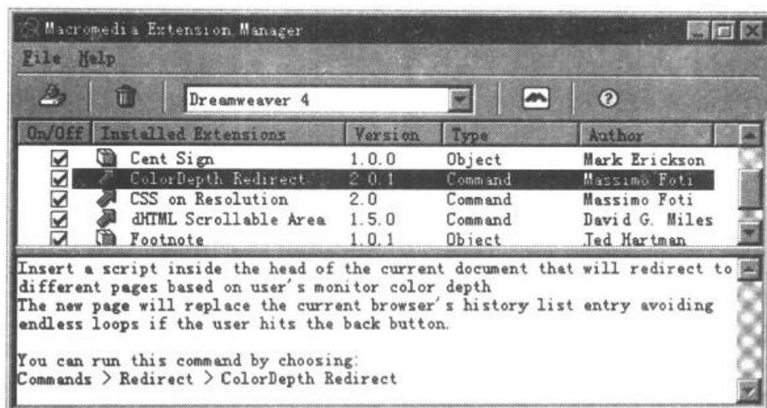 Macromedia Extension Manager
File Help
Dreamweaver 4
On/Off Installed Extensions Version Type Author
Cent Sign 1.0.0 Object Mark Erickson
ColorDepth Redirect 2.0.1 Command Massimo Foti
CSS on Resolution 2.0 Command Massimo Foti
dHTML Scrollable Area 1.5.0 Command David G. Miles
Footnote 1.0.1 Object Ted Hartman
Insert a script inside the head of the current document that will redirect to
different pages based on user's monitor color depth
The new page will replace the current browser's history list entry avoiding
endless loops if the user hits the back button.
You can run this command by choosing:
Commands > Redirect > ColorDepth Redirect